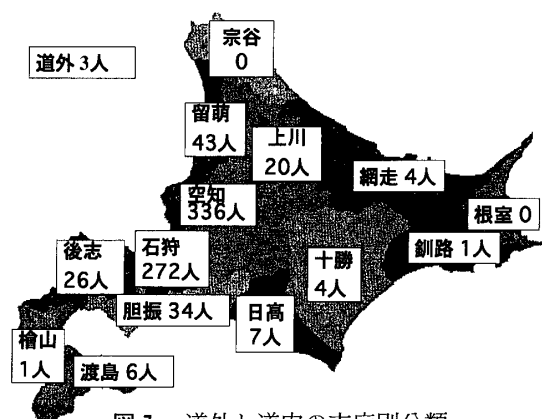 宗谷
0
道外 3人
留萌
43人
上川
20人
網走 4人
空知
336人
根室 0
釧路 1人
後志
26人
石狩
272人
十勝
4人
胆振 34人
日高
7人
檜山
1人
渡島 6人
図1 道外と道内の支庁別分類